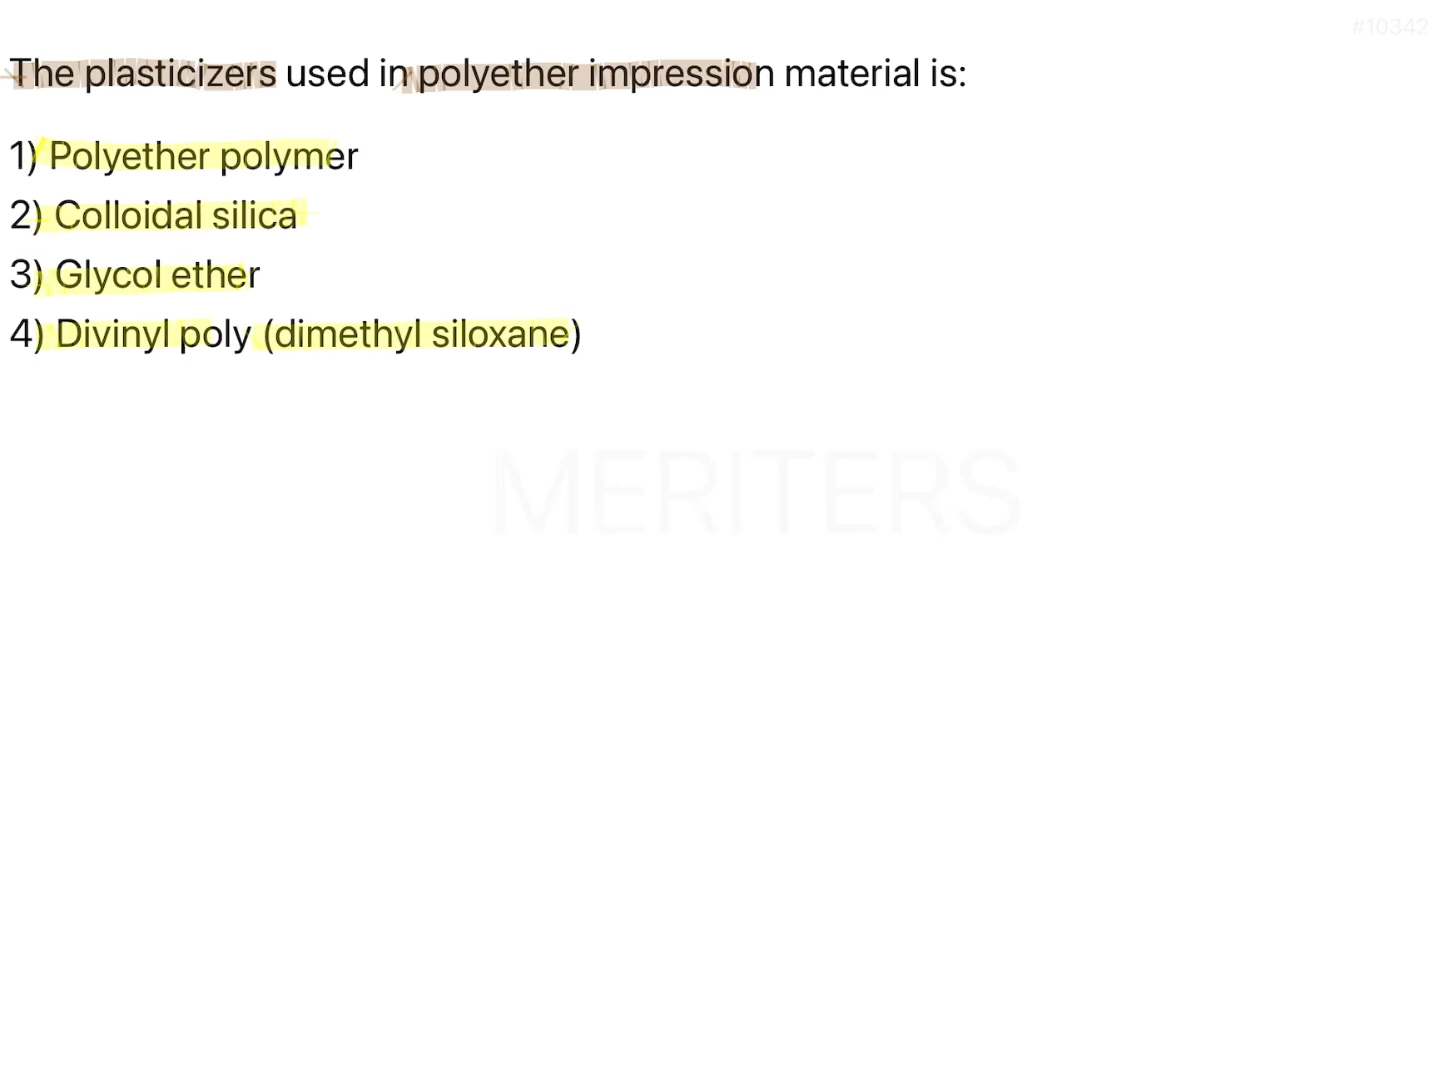 #10342
The plasticizers used in polyether impression material is:
1) Polyether polymer
2) Colloidal silica
3) Glycol ether
4) Divinyl poly (dimethyl siloxane)
MERITERS